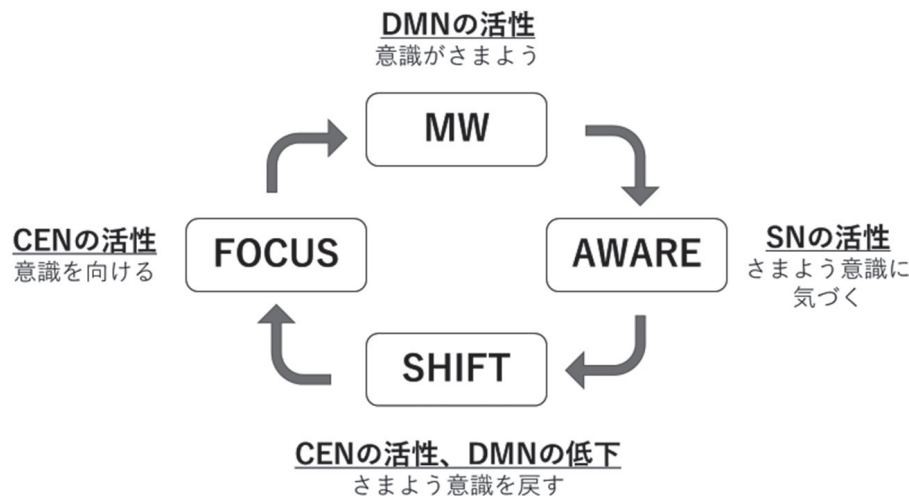 DMNの活性
意識がさまよう
MW
CENの活性
意識を向ける
FOCUS
AWARE
SNの活性
さまよう意識に
気づく
SHIFT
CENの活性、DMNの低下
さまよう意識を戻す